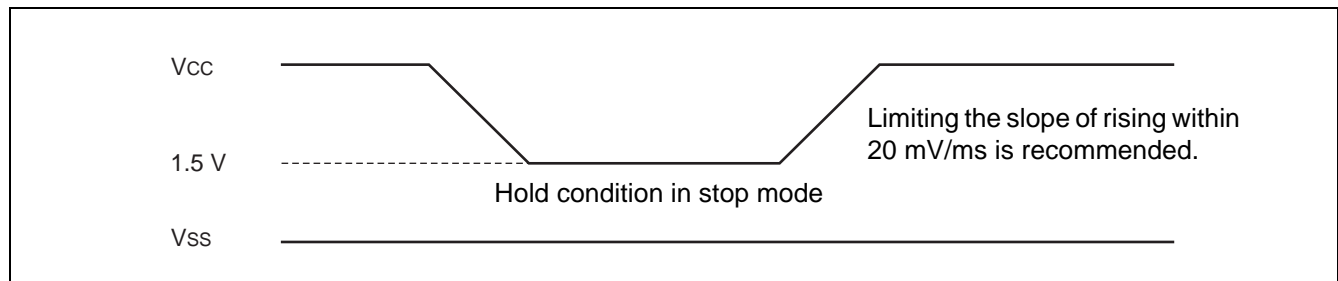 Vcc
Limiting the slope of rising within
20 mV/ms is recommended.
1.5 V
Hold condition in stop mode
Vss